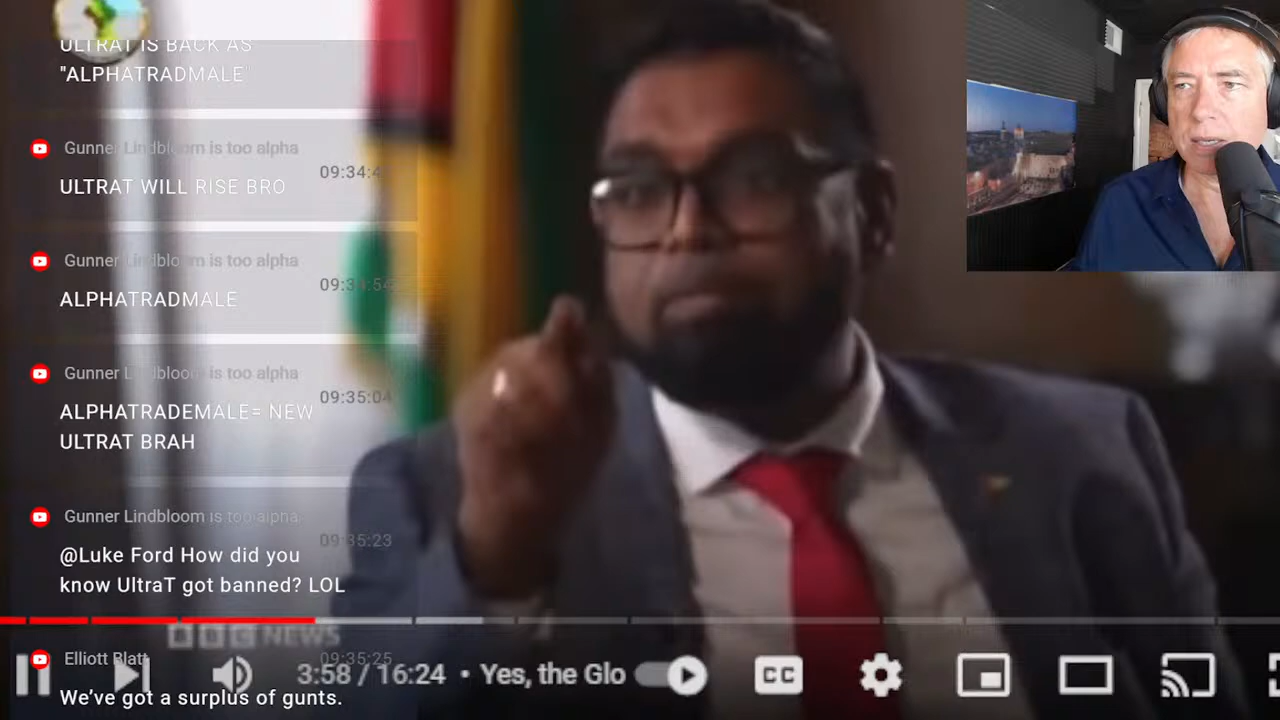 ULTRAT IS BACK AS
"ALPHATRADMALE"
Gunner Lindbloom is too alpha
09:34:4
ULTRAT WILL RISE BRO
Gunner Lindbloom is too alpha
09:34:54
ALPHATRADMALE
Gunner Lindbloom is too alpha
09:35:04
ALPHATRADEMALE= NEW
ULTRAT BRAH
Gunner Lindbloom is too alpha
09:35:23
@Luke Ford How did you
know UltraT got banned? LOL
BBC NEWS
Elliott Blatt
09:35:25
3:58 / 16:24 • Yes, the Glo
CC
We've got a surplus of gunts.